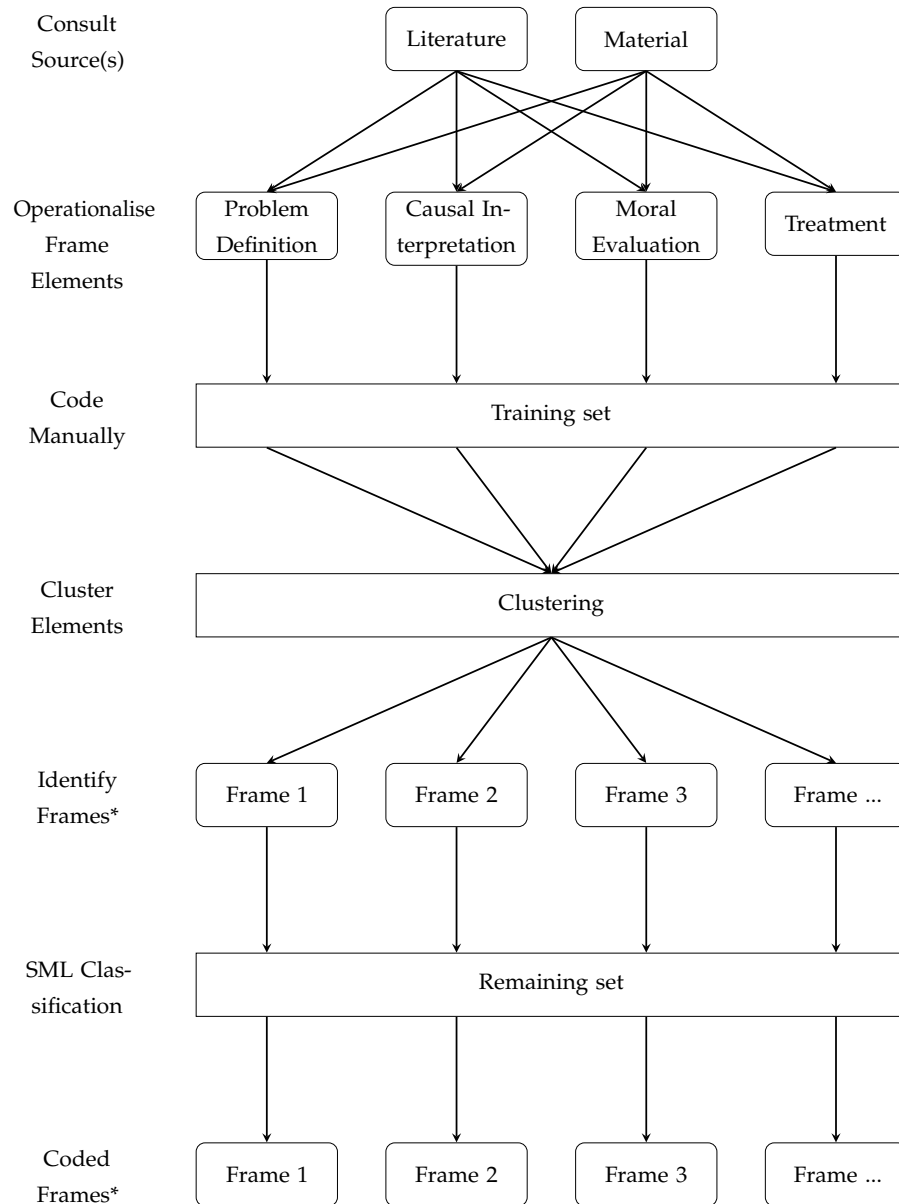 Consult
Source(s)
Literature
Material
Operationalise
Frame
Elements
Problem
Definition
Causal In-
terpretation
Moral
Evaluation
Treatment
Code
Manually
Training set
Cluster
Elements
Clustering
Identify
Frames*
Frame 1
Frame 2
Frame 3
Frame ...
SML Clas-
sification
Remaining set
Coded
Frames*
Frame 1
Frame 2
Frame 3
Frame ...